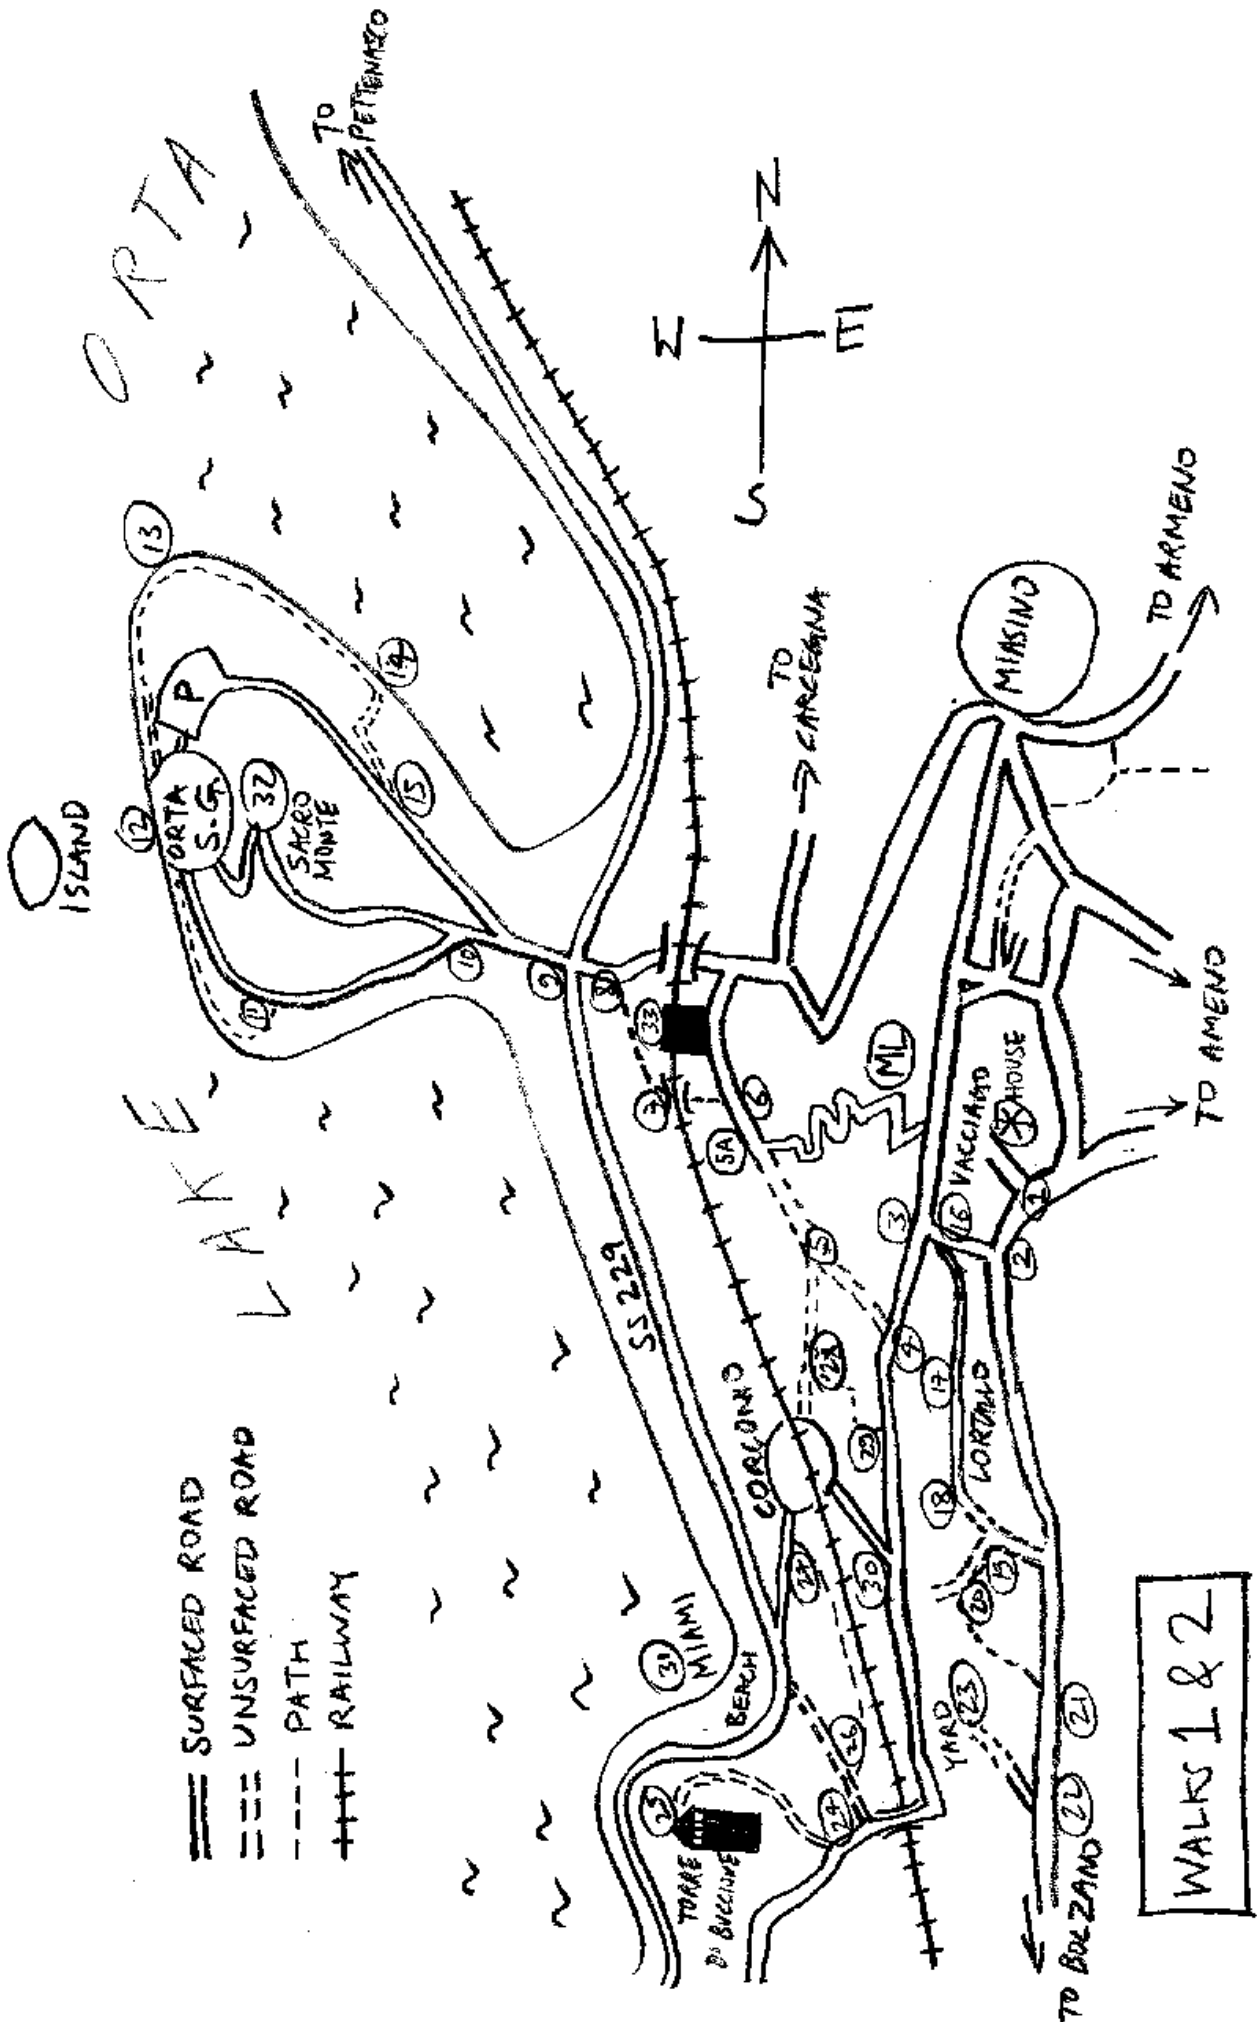 LAKE ORTA
ISLAND
TO
PETTENASCO
13
12
ORTA
S.G
P
32
SACRO
MONTE
14
15
11
10
9
8
33
7
6
5A
5
ML
3
4
16
VACCIAGO
HOUSE
1
2
P
N
S
W
E
TO
CARCEGNA
MIASINO
TO ARMENO
TO AMENO
SS 229
CORCONIO
28
29
30
27
17
18
LORTALLO
19
20
21
22
23
YARD
24
25
26
31
MIAMI
BEACH
TORRE
DI BUCCIONE
TO BOLZANO
SURFACED ROAD
UNSURFACED ROAD
PATH
RAILWAY
WALKS 1 & 2